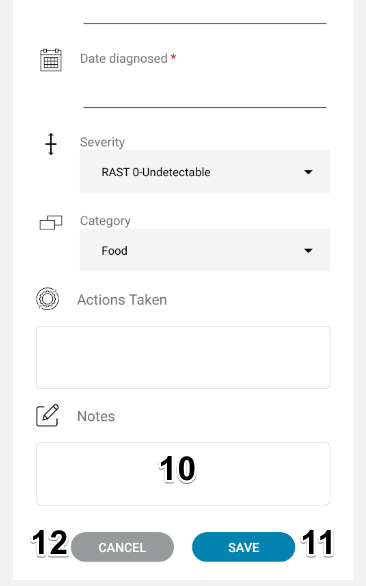 Date diagnosed *
Severity
RAST 0-Undetectable
Category
Food
Actions Taken
Notes
10
12 CANCEL SAVE 11